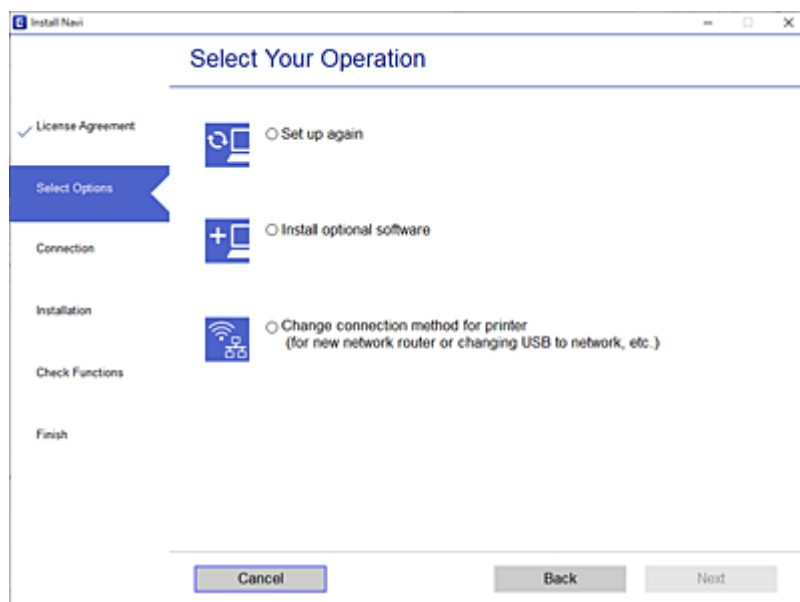 Install Navi
Select Your Operation
License Agreement
Select Options
Connection
Installation
Check Functions
Finish
Set up again
Install optional software
Change connection method for printer
(for new network router or changing USB to network, etc.)
Cancel
Back
Next